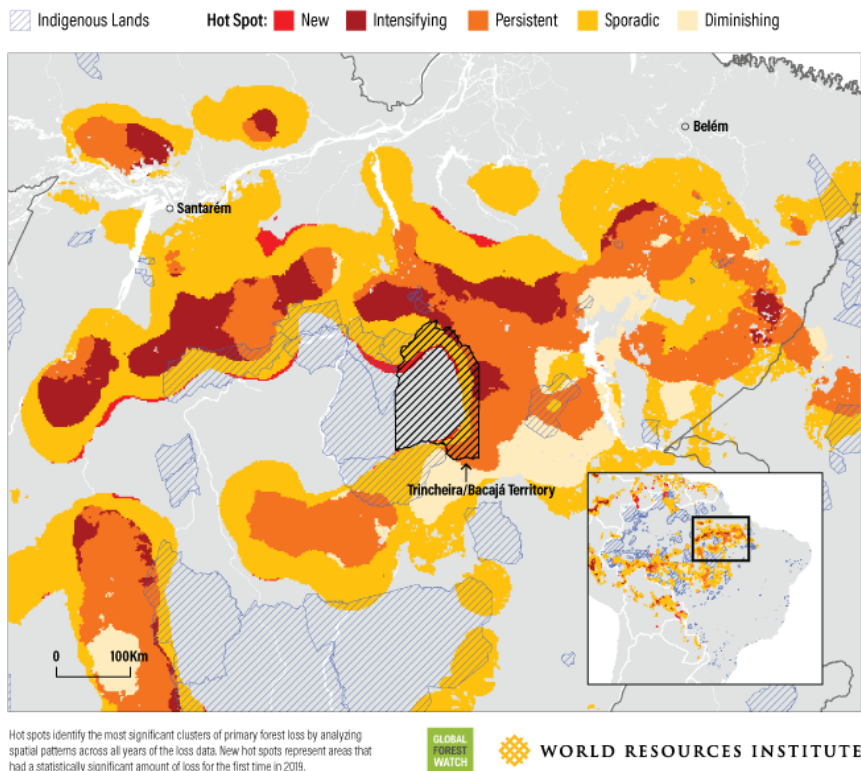 Indigenous Lands Hot Spot: New Intensifying Persistent Sporadic Diminishing
Belém
Santarém
Trincheira/Bacajá Territory
0 100Km
Hot spots identify the most significant clusters of primary forest loss by analyzing
spatial patterns across all years of the loss data. New hot spots represent areas that
had a statistically significant amount of loss for the first time in 2019.
GLOBAL
FOREST
WATCH
WORLD RESOURCES INSTITUTE